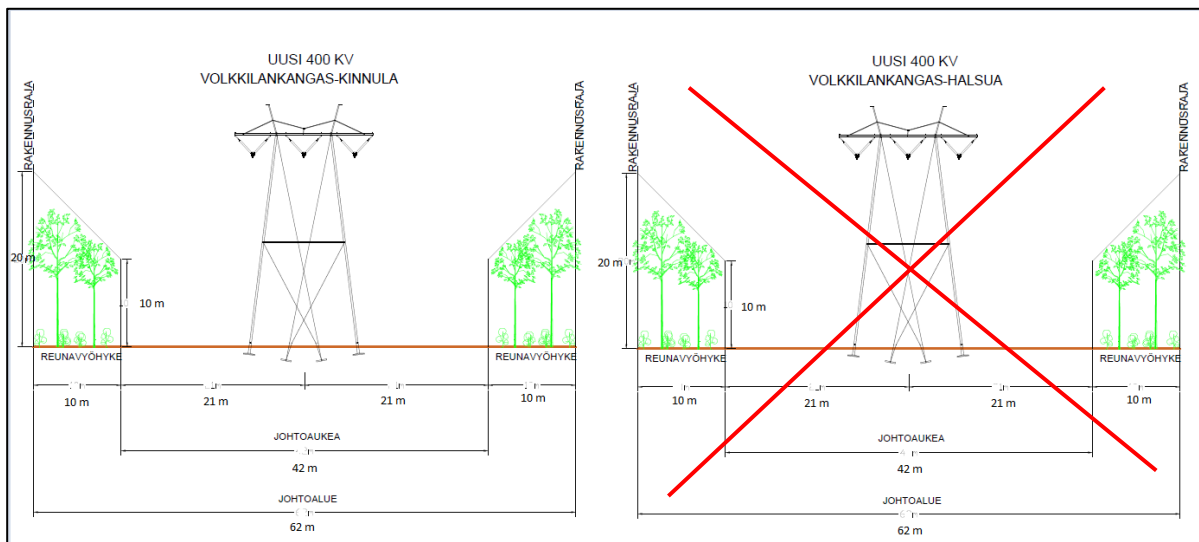 UUSI 400 KV
VOLKKILANKANGAS-KINNULA
RAKENNUSRAJA
RAKENNUSRAJA
20 m
10 m
REUNAVYÖHYKE
REUNAVYÖHYKE
10 m
21 m
21 m
10 m
JOHTOAUKEA
42 m
JOHTOALUE
62 m
UUSI 400 KV
VOLKKILANKANGAS-HALSUA
RAKENNUSRAJA
RAKENNUSRAJA
20 m
10 m
REUNAVYÖHYKE
REUNAVYÖHYKE
10 m
21 m
21 m
10 m
JOHTOAUKEA
42 m
JOHTOALUE
62 m